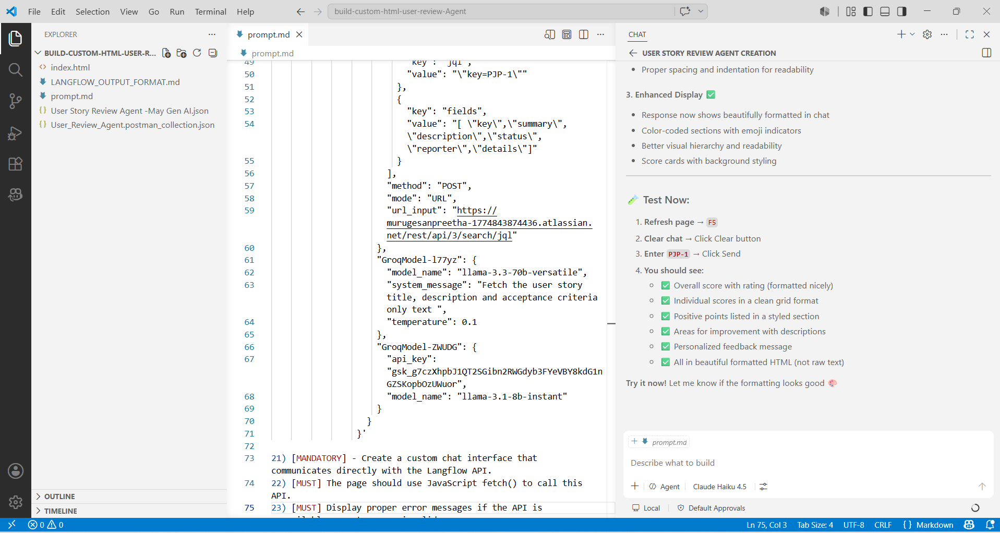 File Edit Selection View Go Run Terminal Help
build-custom-html-user-review-Agent
EXPLORER
BUILD-CUSTOM-HTML-USER-R...
index.html
LANGFLOW_OUTPUT_FORMAT.md
prompt.md
User Story Review Agent -May Gen AI.json
User_Review_Agent.postman_collection.json
OUTLINE
TIMELINE
prompt.md
prompt.md
49 "key": "jql",
50 "value": "\"key=PJP-1\""
51 },
52 {
53 "key": "fields",
54 "value": "[ \"key\",\"summary\",
\"description\",\"status\",
\"reporter\",\"details\"]"
55 }
56 ],
57 "method": "POST",
58 "mode": "URL",
59 "url_input": "https://
murugesanpreetha-1774843874436.atlassian.
net/rest/api/3/search/jql"
60 },
61 "GroqModel-l77yz": {
62 "model_name": "llama-3.3-70b-versatile",
63 "system_message": "Fetch the user story
title, description and acceptance criteria
only text ",
64 "temperature": 0.1
65 },
66 "GroqModel-ZWUDG": {
67 "api_key":
"gsk_g7czXhpbJ1QT2SGibn2RWGdyb3FYeVBY8kdG1n
GZSKopbOzUWuor",
68 "model_name": "llama-3.1-8b-instant"
69 }
70 }
71 }'
72
73 21) [MANDATORY] - Create a custom chat interface that
communicates directly with the Langflow API.
74 22) [MUST] The page should use JavaScript fetch() to call this
API.
75 23) [MUST] Display proper error messages if the API is
CHAT
USER STORY REVIEW AGENT CREATION
• Proper spacing and indentation for readability
3. Enhanced Display ✅
• Response now shows beautifully formatted in chat
• Color-coded sections with emoji indicators
• Better visual hierarchy and readability
• Score cards with background styling
🧪 Test Now:
1. Refresh page → F5
2. Clear chat → Click Clear button
3. Enter PJP-1 → Click Send
4. You should see:
✅ Overall score with rating (formatted nicely)
✅ Individual scores in a clean grid format
✅ Positive points listed in a styled section
✅ Areas for improvement with descriptions
✅ Personalized feedback message
✅ All in beautiful formatted HTML (not raw text)
Try it now! Let me know if the formatting looks good 🎨
prompt.md
Describe what to build
Agent Claude Haiku 4.5
Local Default Approvals
0 0 Ln 75, Col 3 Tab Size: 4 UTF-8 CRLF {} Markdown